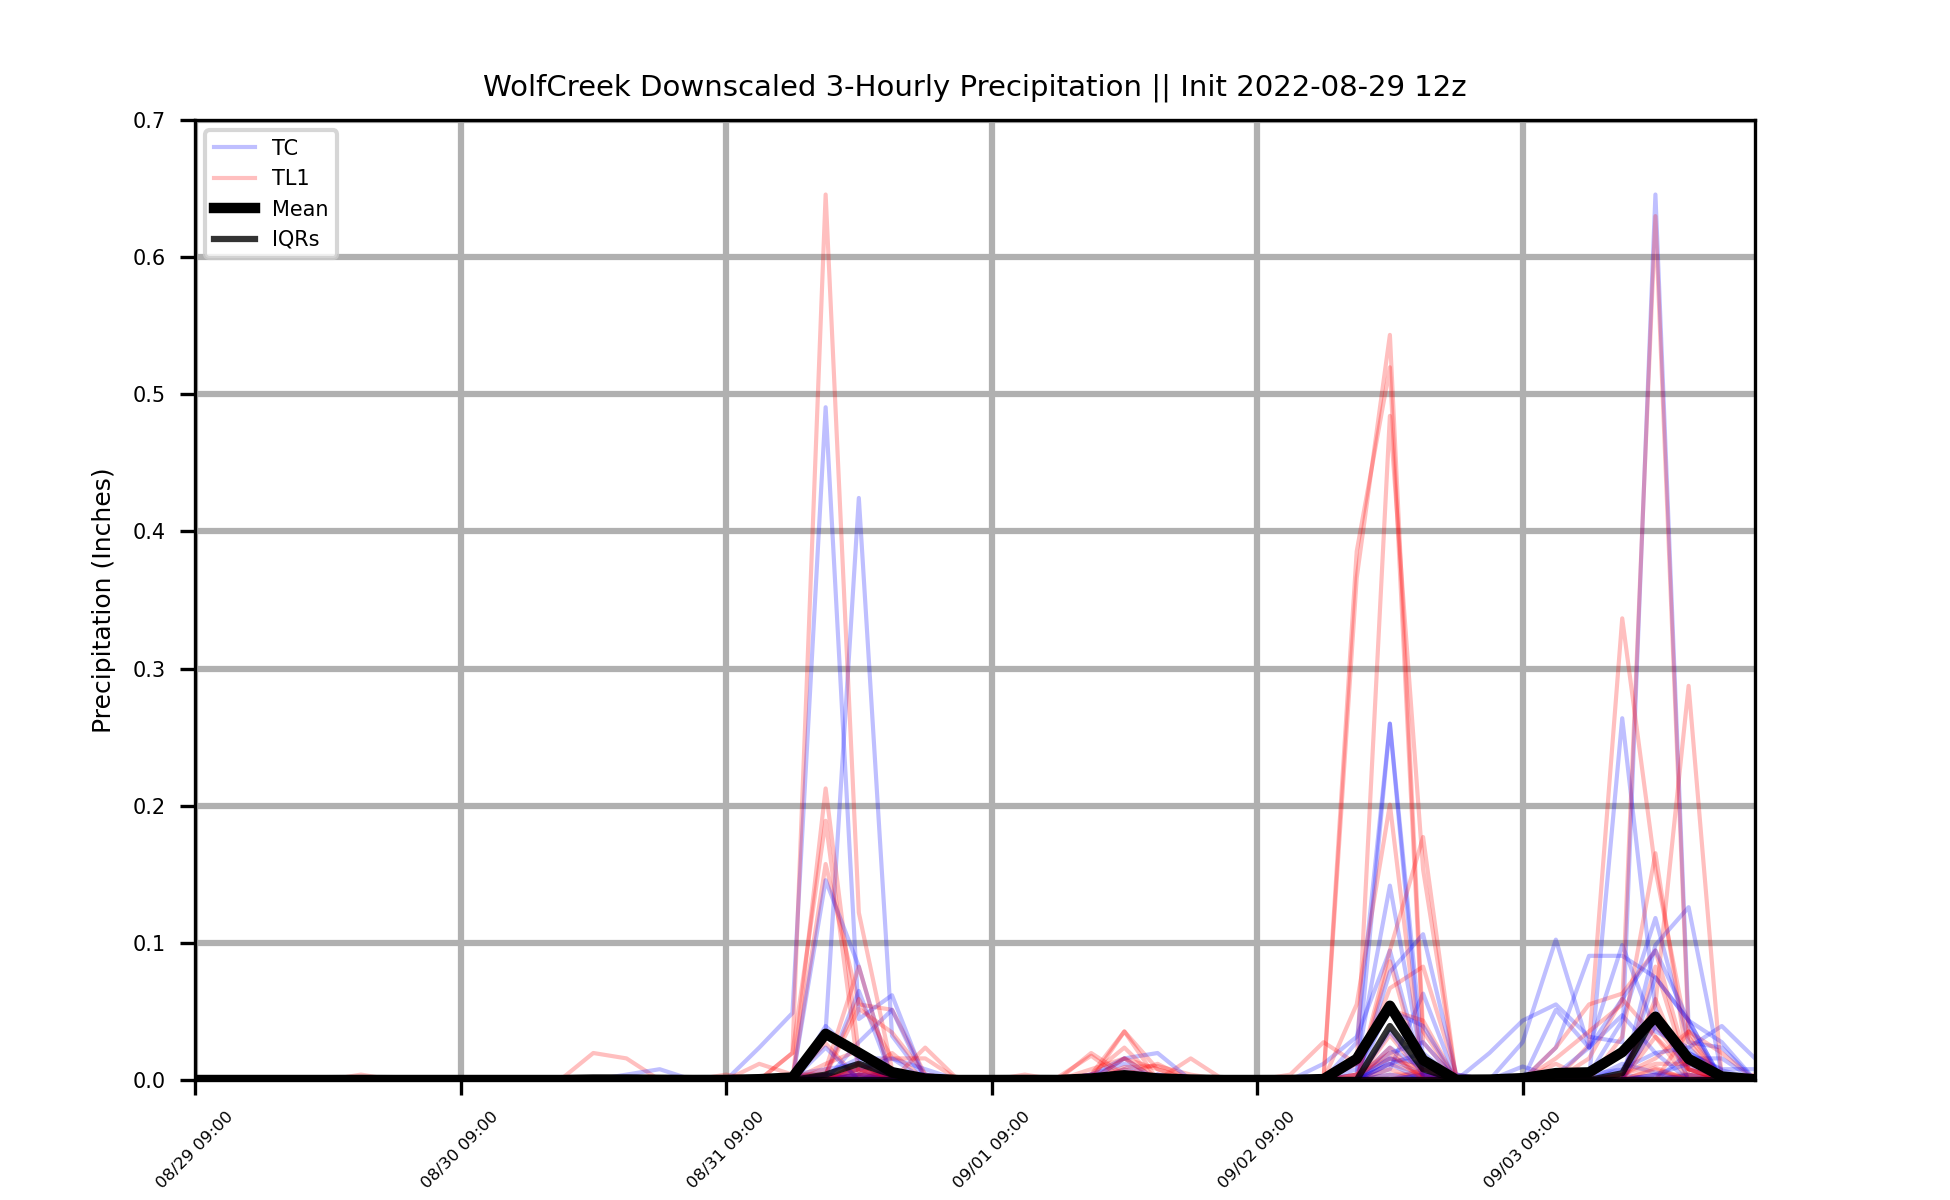 WolfCreek Downscaled 3-Hourly Precipitation || Init 2022-08-29 12z
TC
TL1
Mean
IQRs
Precipitation (Inches)
0.7
0.6
0.5
0.4
0.3
0.2
0.1
0.0
08/29 09:00
08/30 09:00
08/31 09:00
09/01 09:00
09/02 09:00
09/03 09:00